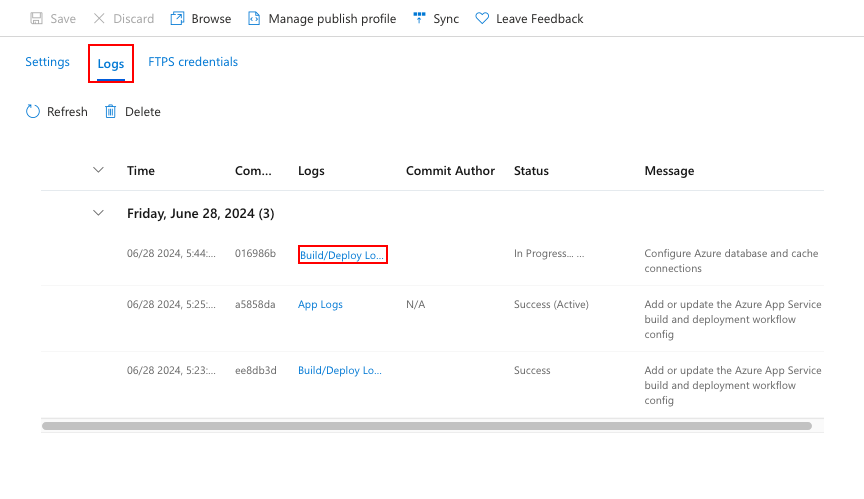 Save Discard Browse Manage publish profile Sync Leave Feedback
Settings Logs FTPS credentials
Refresh Delete
Time Com... Logs Commit Author Status Message
Friday, June 28, 2024 (3)
06/28 2024, 5:44:... 016986b Build/Deploy Lo... In Progress... ... Configure Azure database and cache
connections
06/28 2024, 5:25:... a5858da App Logs N/A Success (Active) Add or update the Azure App Service
build and deployment workflow
config
06/28 2024, 5:23:... ee8db3d Build/Deploy Lo... Success Add or update the Azure App Service
build and deployment workflow
config